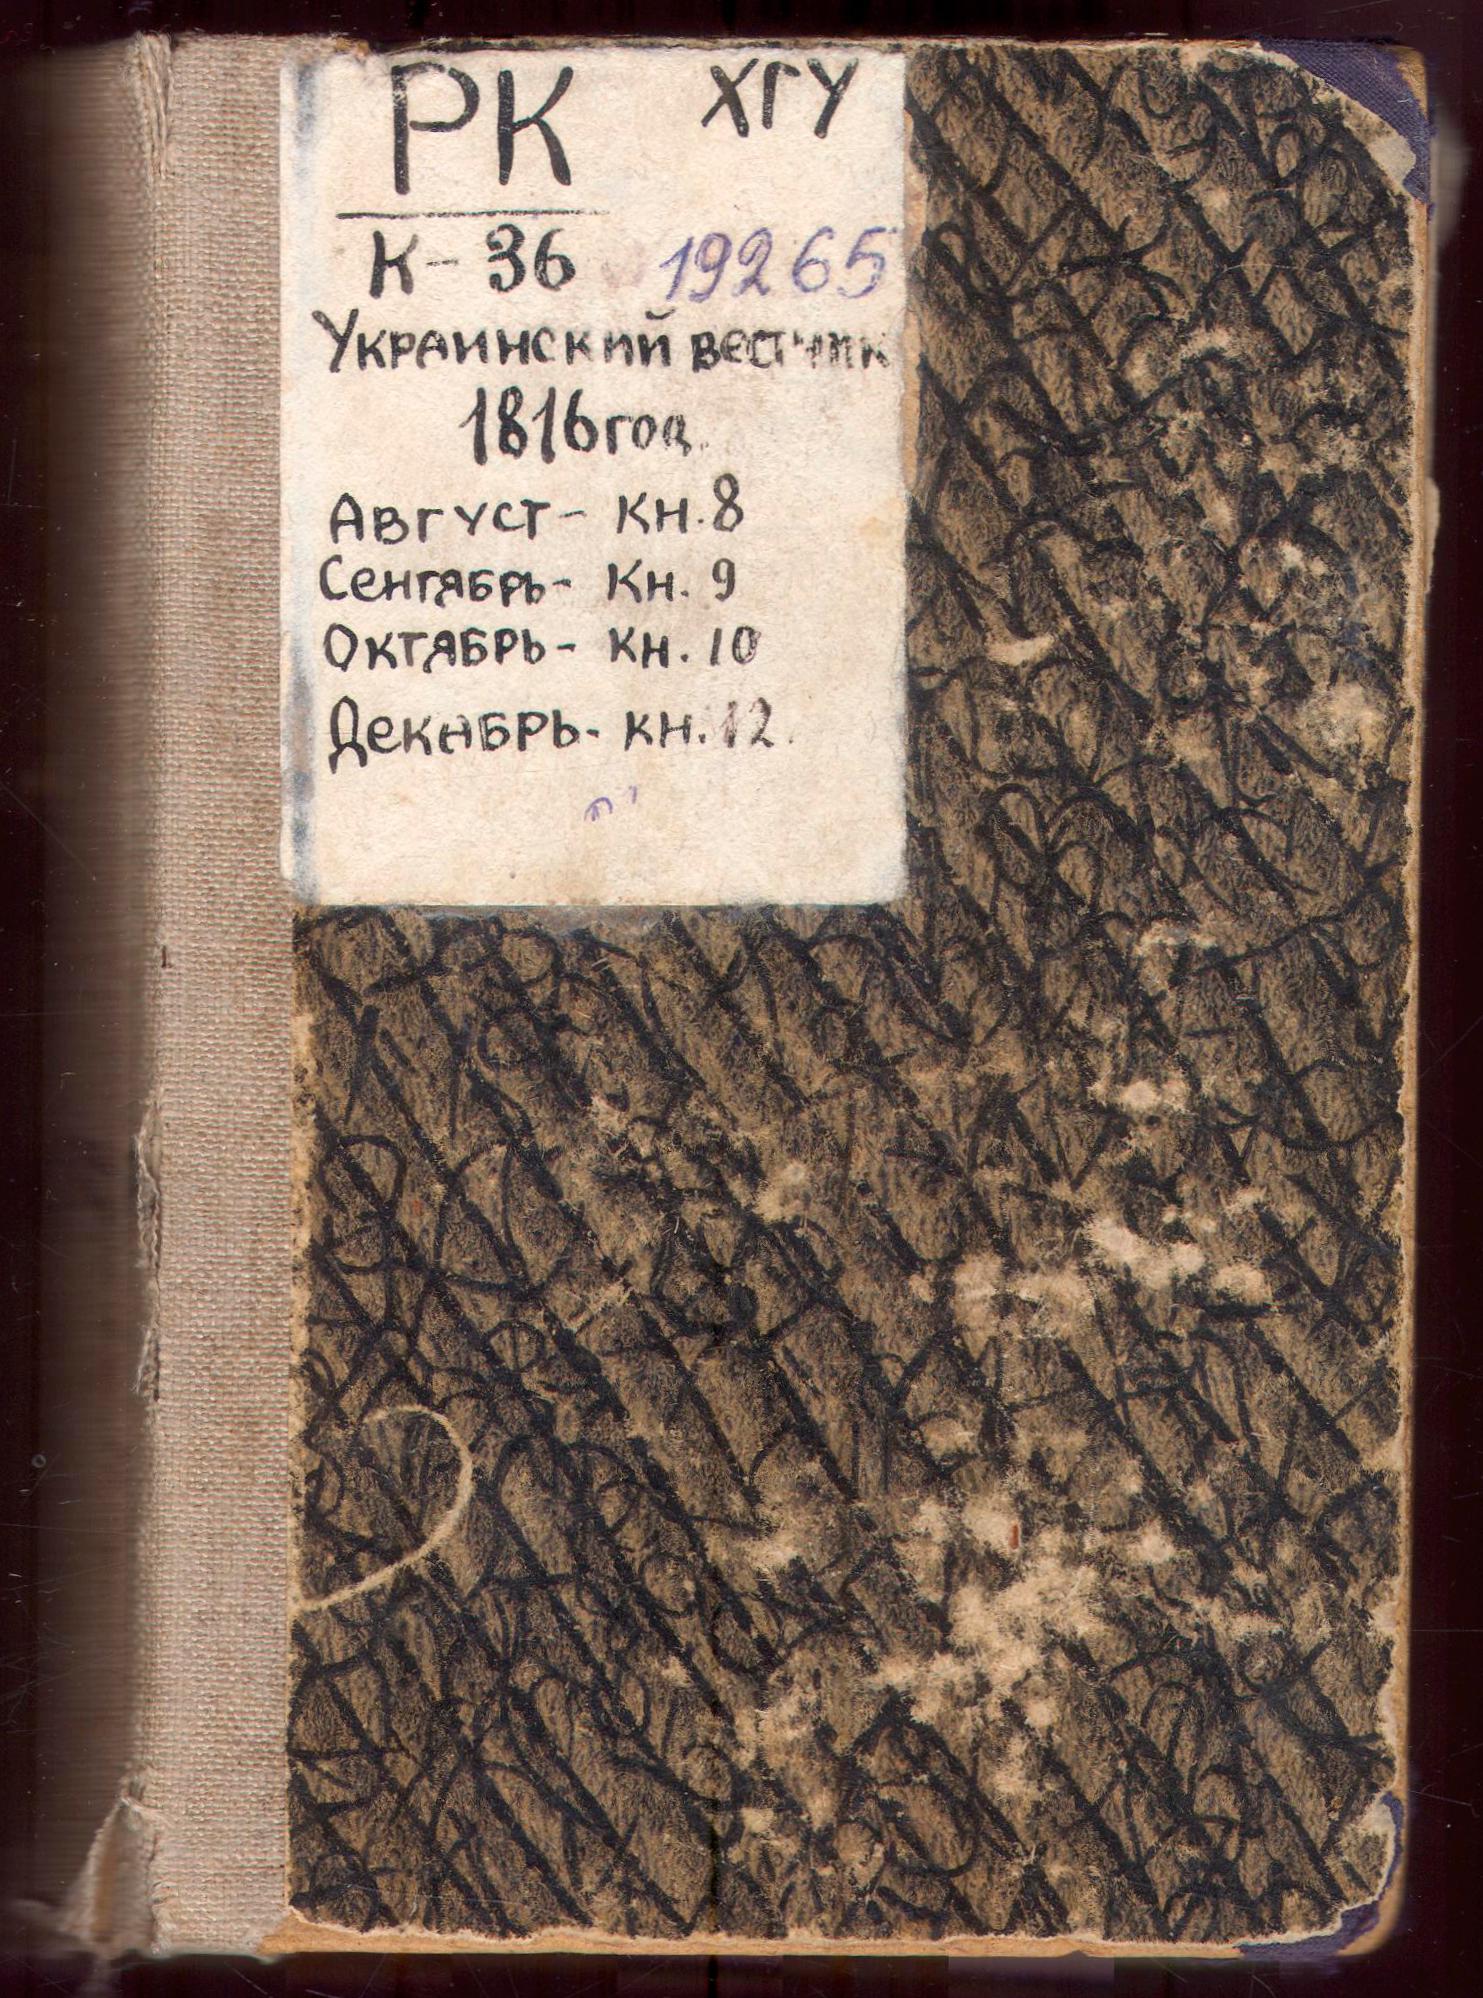 РК ХГУ
К-36 19265
Украинский вестник
1816 год.
Август - кн. 8
Сентябрь - Кн. 9
Октябрь - кн. 10
Декабрь - кн. 12.